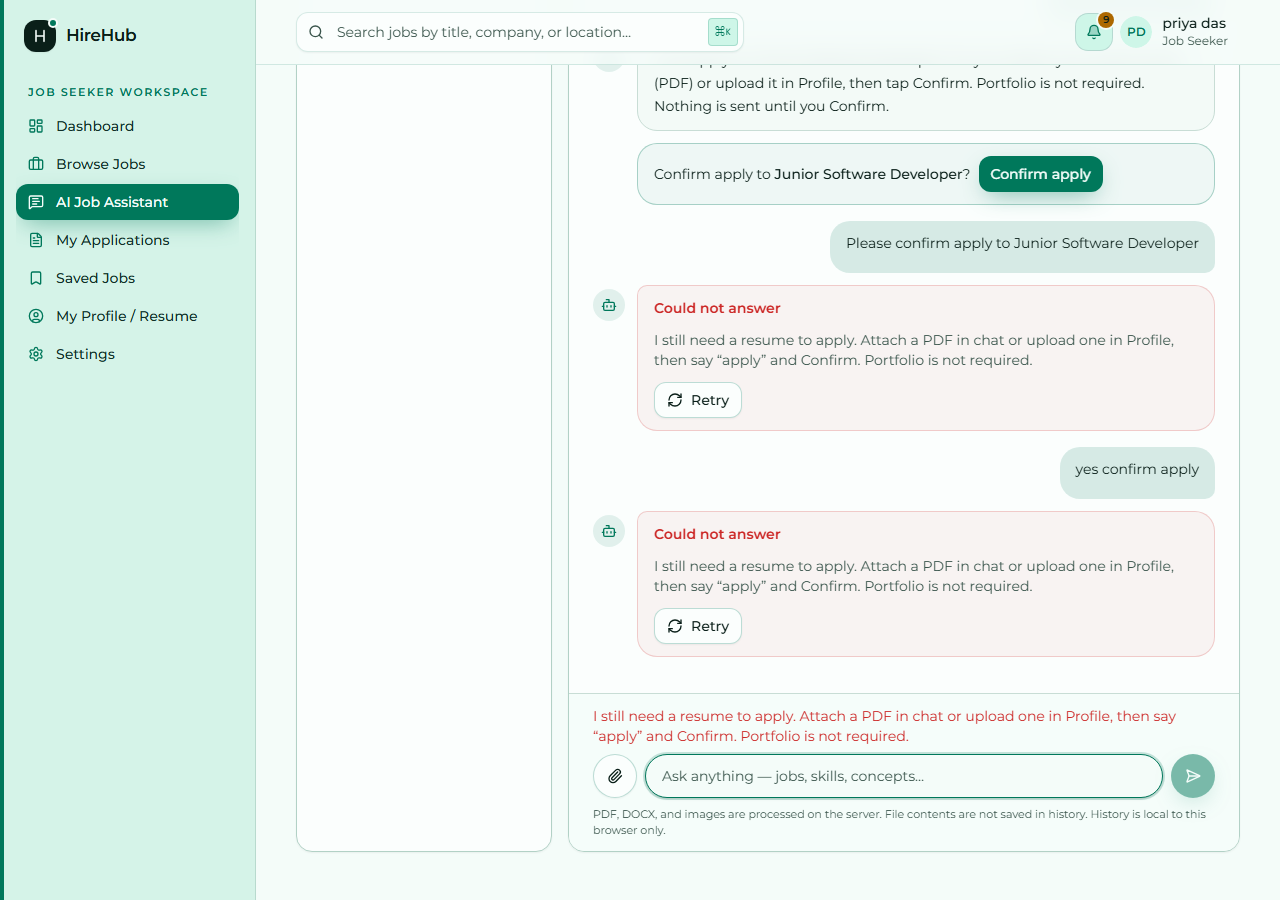 H
HireHub
JOB SEEKER WORKSPACE
Dashboard
Browse Jobs
AI Job Assistant
My Applications
Saved Jobs
My Profile / Resume
Settings
Search jobs by title, company, or location...
⌘K
9
PD
priya das
Job Seeker
(PDF) or upload it in Profile, then tap Confirm. Portfolio is not required.
Nothing is sent until you Confirm.
Confirm apply to Junior Software Developer? Confirm apply
Please confirm apply to Junior Software Developer
Could not answer
I still need a resume to apply. Attach a PDF in chat or upload one in Profile,
then say “apply” and Confirm. Portfolio is not required.
Retry
yes confirm apply
Could not answer
I still need a resume to apply. Attach a PDF in chat or upload one in Profile,
then say “apply” and Confirm. Portfolio is not required.
Retry
I still need a resume to apply. Attach a PDF in chat or upload one in Profile, then say
“apply” and Confirm. Portfolio is not required.
Ask anything — jobs, skills, concepts...
PDF, DOCX, and images are processed on the server. File contents are not saved in history. History is local to this
browser only.